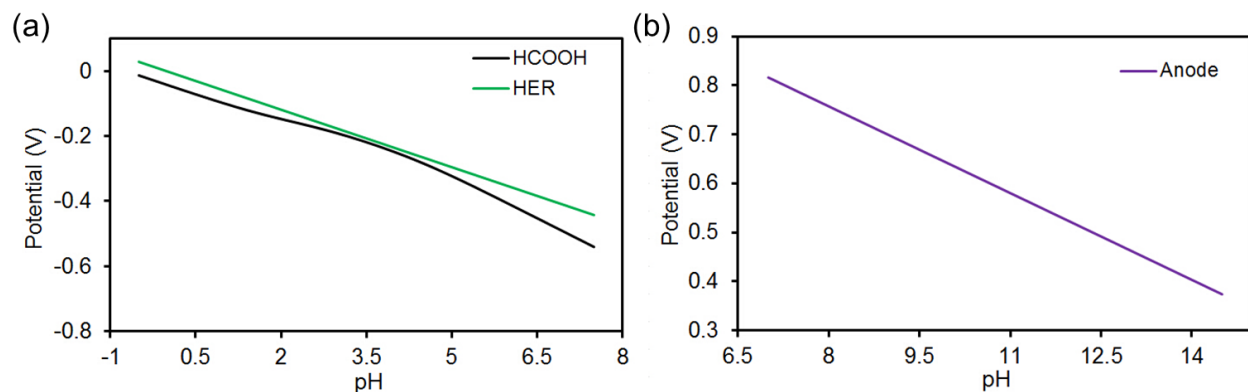 (a)
HCOOH
HER
0
-0.2
-0.4
-0.6
-0.8
Potential (V)
-1 0.5 2 3.5 5 6.5 8
pH
(b)
Anode
0.9
0.8
0.7
0.6
0.5
0.4
0.3
Potential (V)
6.5 8 9.5 11 12.5 14
pH